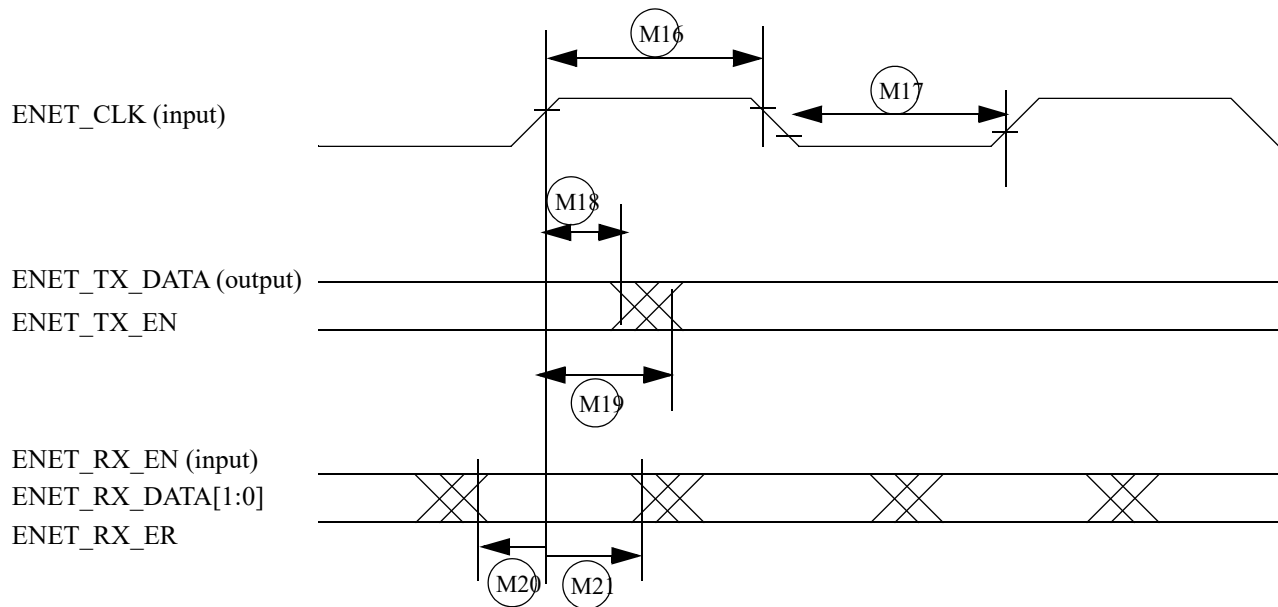 M16
ENET_CLK (input)
M17
M18
ENET_TX_DATA (output)
ENET_TX_EN
M19
ENET_RX_EN (input)
ENET_RX_DATA[1:0]
ENET_RX_ER
M20
M21